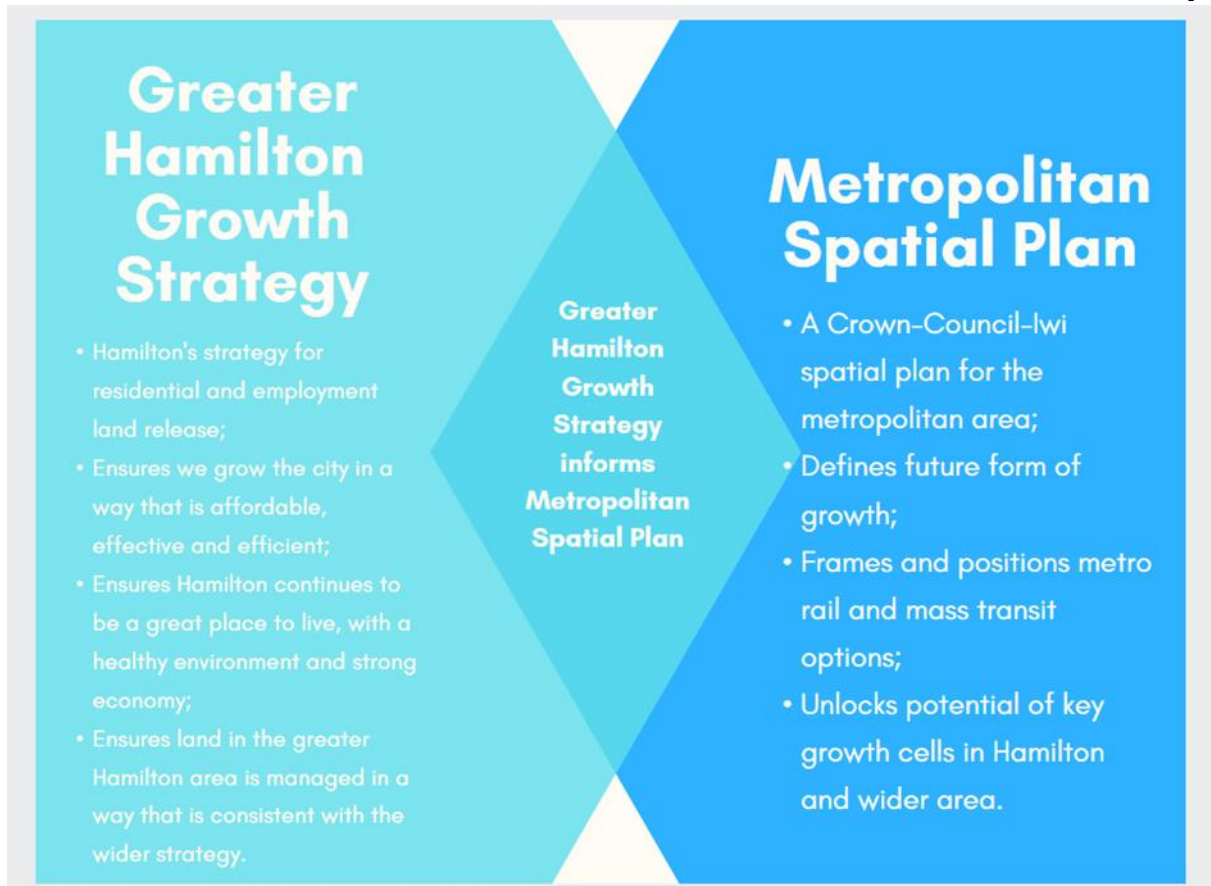 Greater
Hamilton
Growth
Strategy
• Hamilton's strategy for
residential and employment
land release;
• Ensures we grow the city in a
way that is affordable,
effective and efficient;
• Ensures Hamilton continues to
be a great place to live, with a
healthy environment and strong
economy;
• Ensures land in the greater
Hamilton area is managed in a
way that is consistent with the
wider strategy.
Greater
Hamilton
Growth
Strategy
informs
Metropolitan
Spatial Plan
Metropolitan
Spatial Plan
• A Crown-Council-Iwi
spatial plan for the
metropolitan area;
• Defines future form of
growth;
• Frames and positions metro
rail and mass transit
options;
• Unlocks potential of key
growth cells in Hamilton
and wider area.